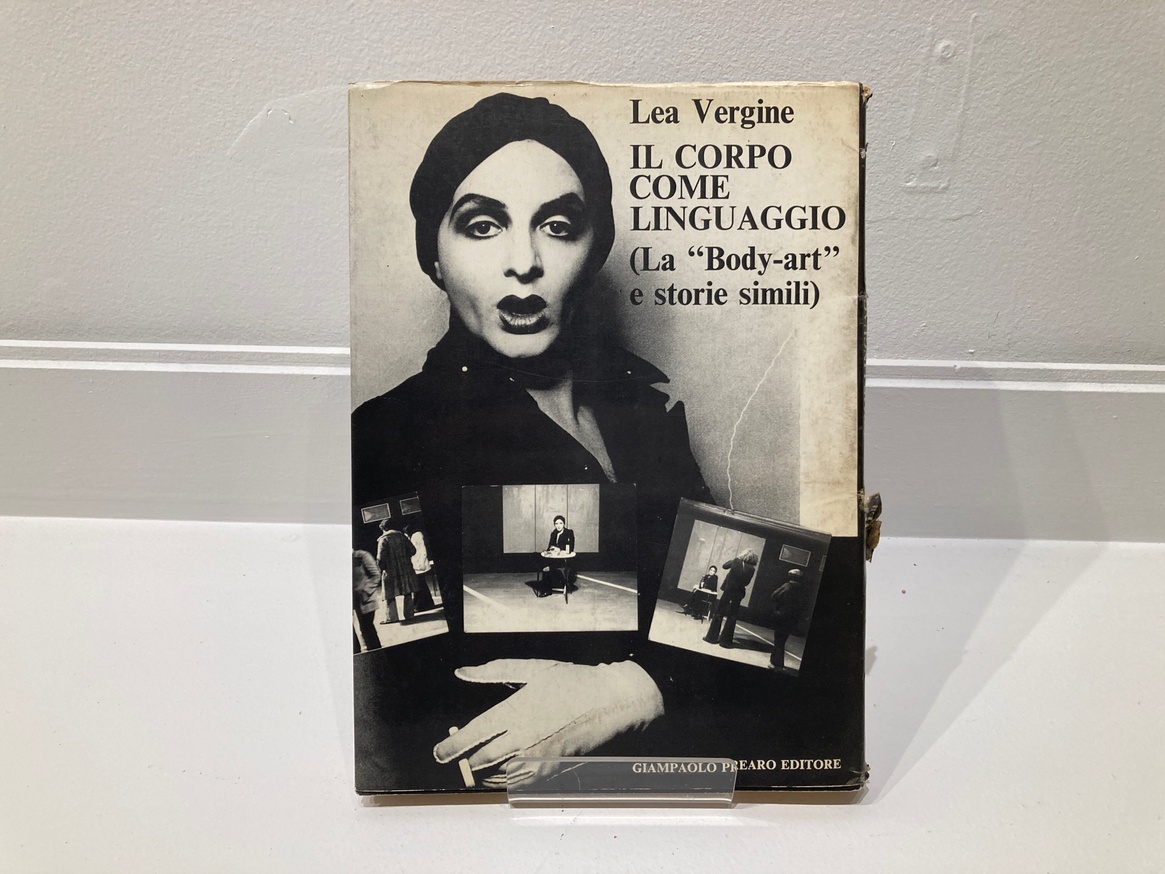 Lea Vergine
IL CORPO
COME
LINGUAGGIO
(La “Body-art”
e storie simili)
GIAMPAOLO PREARO EDITORE